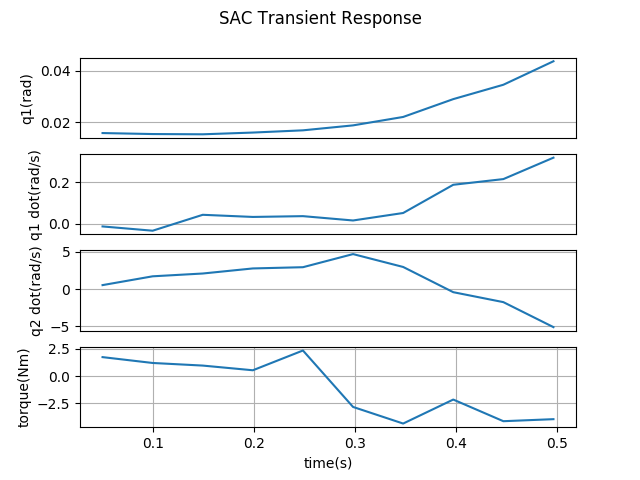 SAC Transient Response
q1(rad)
0.04
0.02
q1 dot(rad/s)
0.2
0.0
q2 dot(rad/s)
5
0
−5
torque(Nm)
2.5
0.0
−2.5
0.1 0.2 0.3 0.4 0.5
time(s)